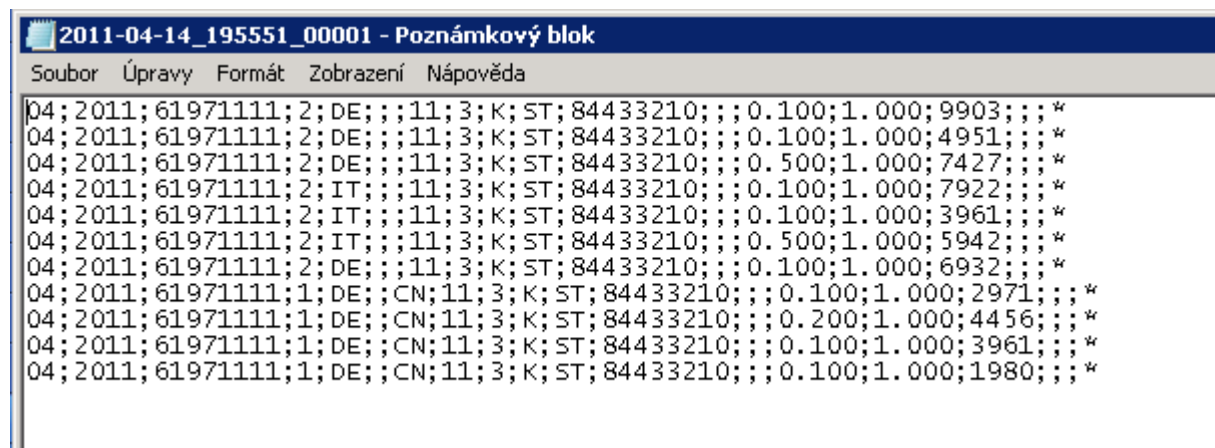 2011-04-14_195551_00001 - Poznámkový blok
Soubor Úpravy Formát Zobrazení Nápověda
04;2011;61971111;2;DE;;;11;3;K;ST;84433210;;;0.100;1.000;9903;;;*
04;2011;61971111;2;DE;;;11;3;K;ST;84433210;;;0.100;1.000;4951;;;*
04;2011;61971111;2;DE;;;11;3;K;ST;84433210;;;0.500;1.000;7427;;;*
04;2011;61971111;2;IT;;;11;3;K;ST;84433210;;;0.100;1.000;7922;;;*
04;2011;61971111;2;IT;;;11;3;K;ST;84433210;;;0.100;1.000;3961;;;*
04;2011;61971111;2;IT;;;11;3;K;ST;84433210;;;0.500;1.000;5942;;;*
04;2011;61971111;2;DE;;;11;3;K;ST;84433210;;;0.100;1.000;6932;;;*
04;2011;61971111;1;DE;;CN;11;3;K;ST;84433210;;;0.100;1.000;2971;;;*
04;2011;61971111;1;DE;;CN;11;3;K;ST;84433210;;;0.200;1.000;4456;;;*
04;2011;61971111;1;DE;;CN;11;3;K;ST;84433210;;;0.100;1.000;3961;;;*
04;2011;61971111;1;DE;;CN;11;3;K;ST;84433210;;;0.100;1.000;1980;;;*